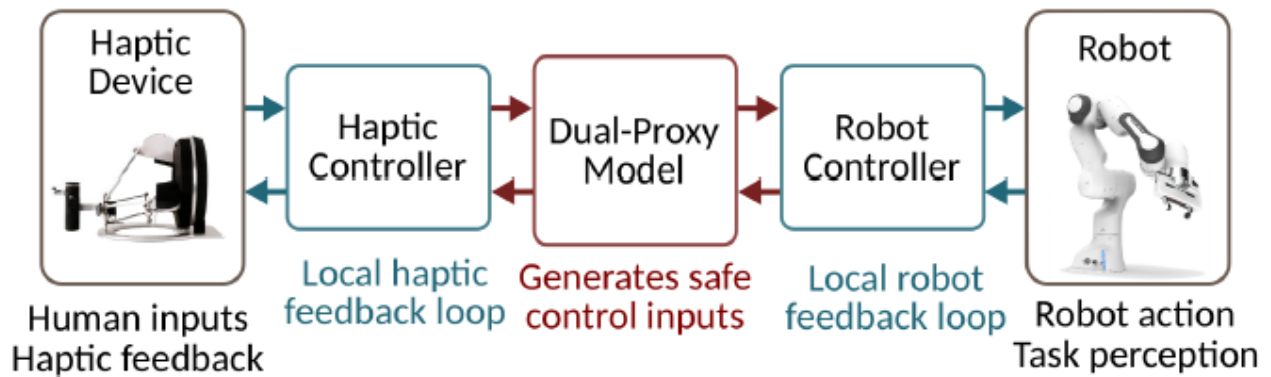 Haptic
Device
Human inputs
Haptic feedback
Haptic
Controller
Local haptic
feedback loop
Dual-Proxy
Model
Generates safe
control inputs
Robot
Controller
Local robot
feedback loop
Robot
Robot action
Task perception